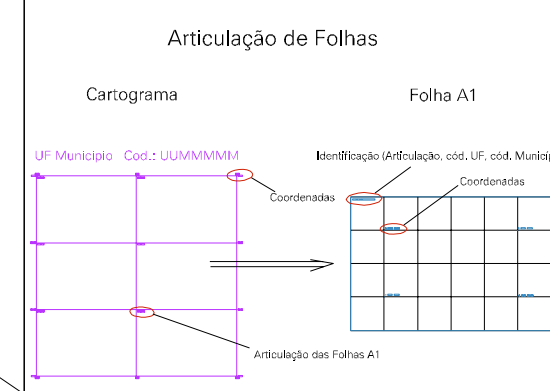 Articulação de Folhas
Cartograma
Folha A1
UF Municipio Cod.: UUMMMMM
Identificação (Articulação, cód. UF, cód. Municíp
Coordenadas
Coordenadas
Articulação das Folhas A1